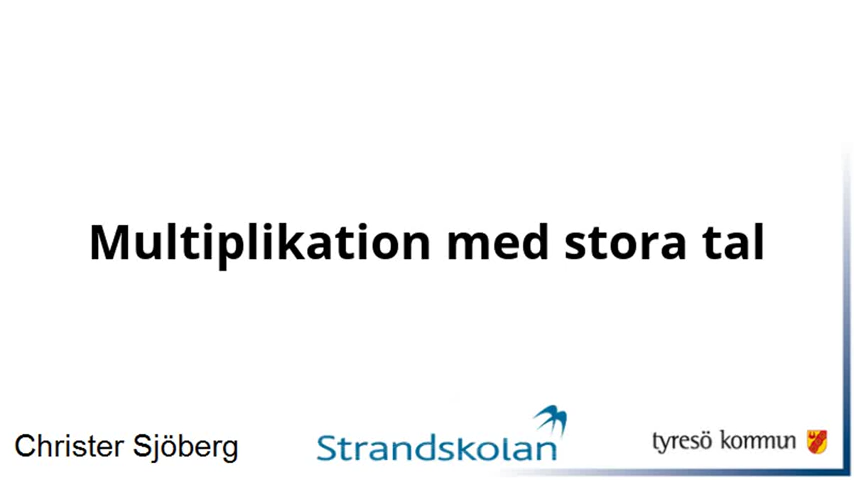 Multiplikation med stora tal
Christer Sjöberg
Strandskolan
tyresö kommun